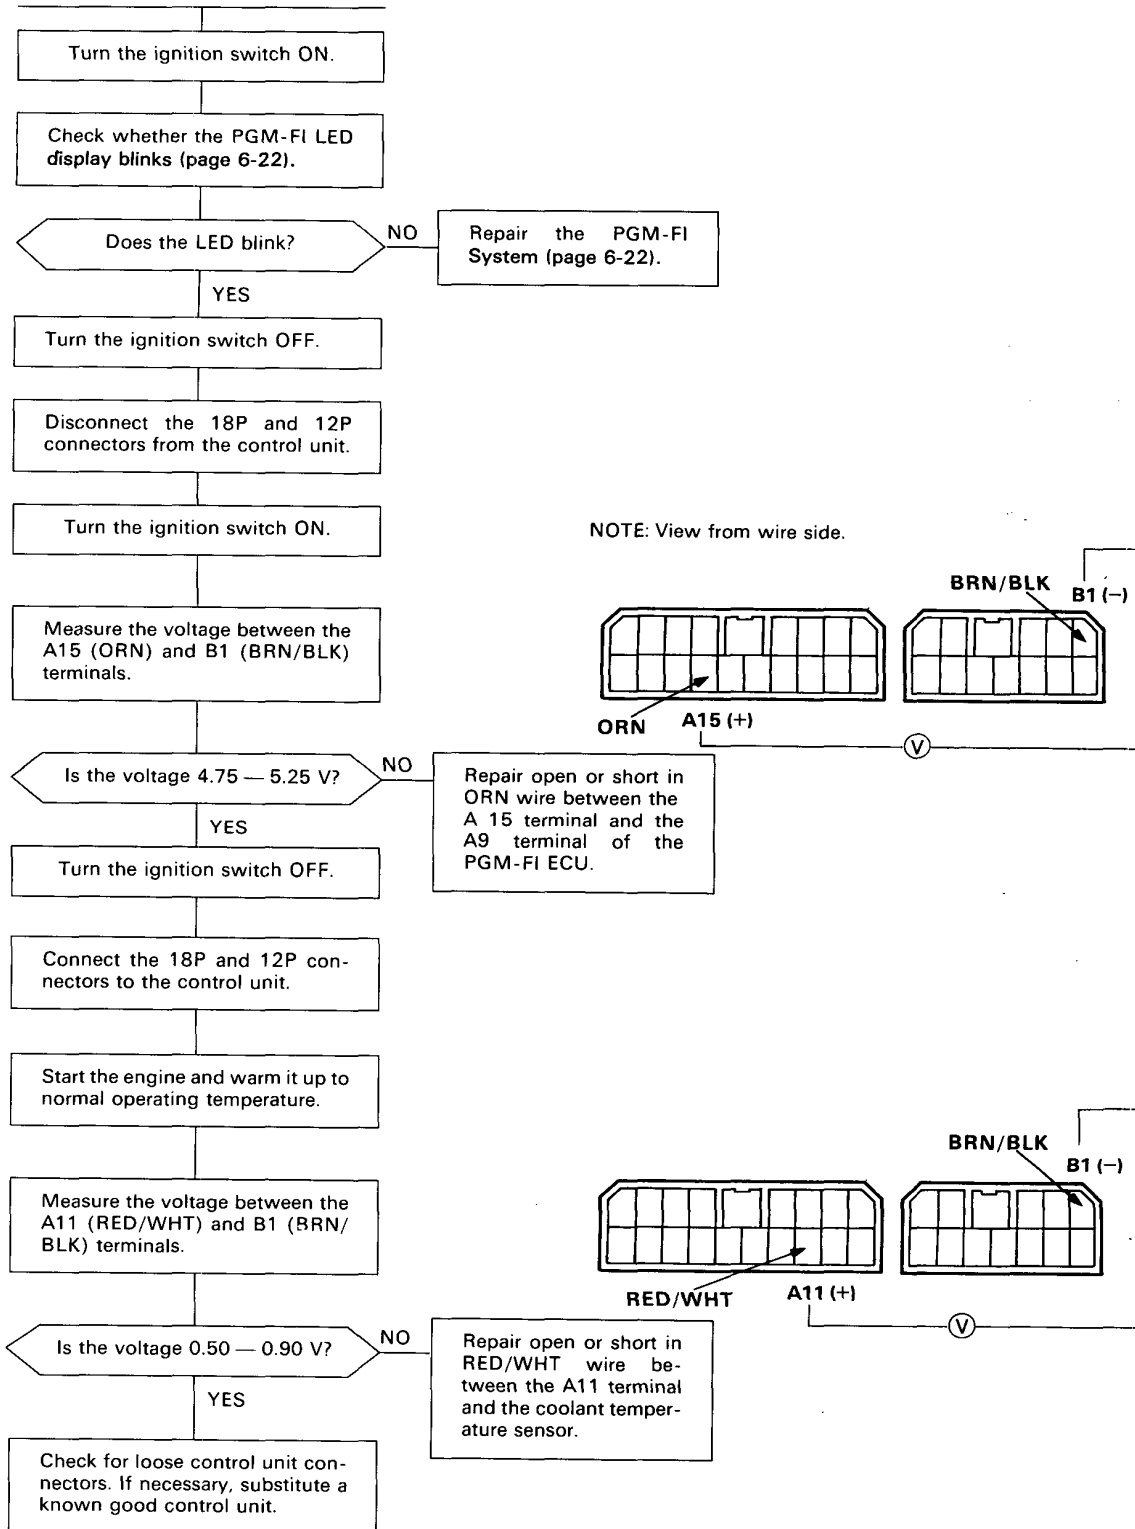 Turn the ignition switch ON.
Check whether the PGM-FI LED
display blinks (page 6-22).
Does the LED blink?
NO
Repair the PGM-FI
System (page 6-22).
YES
Turn the ignition switch OFF.
Disconnect the 18P and 12P
connectors from the control unit.
Turn the ignition switch ON.
NOTE: View from wire side.
BRN/BLK
B1 (−)
Measure the voltage between the
A15 (ORN) and B1 (BRN/BLK)
terminals.
ORN
A15 (+)
V
Is the voltage 4.75 — 5.25 V?
NO
Repair open or short in
ORN wire between the
A 15 terminal and the
A9 terminal of the
PGM-FI ECU.
YES
Turn the ignition switch OFF.
Connect the 18P and 12P con-
nectors to the control unit.
Start the engine and warm it up to
normal operating temperature.
BRN/BLK
B1 (−)
Measure the voltage between the
A11 (RED/WHT) and B1 (BRN/
BLK) terminals.
RED/WHT
A11 (+)
V
Is the voltage 0.50 — 0.90 V?
NO
Repair open or short in
RED/WHT wire be-
tween the A11 terminal
and the coolant temper-
ature sensor.
YES
Check for loose control unit con-
nectors. If necessary, substitute a
known good control unit.